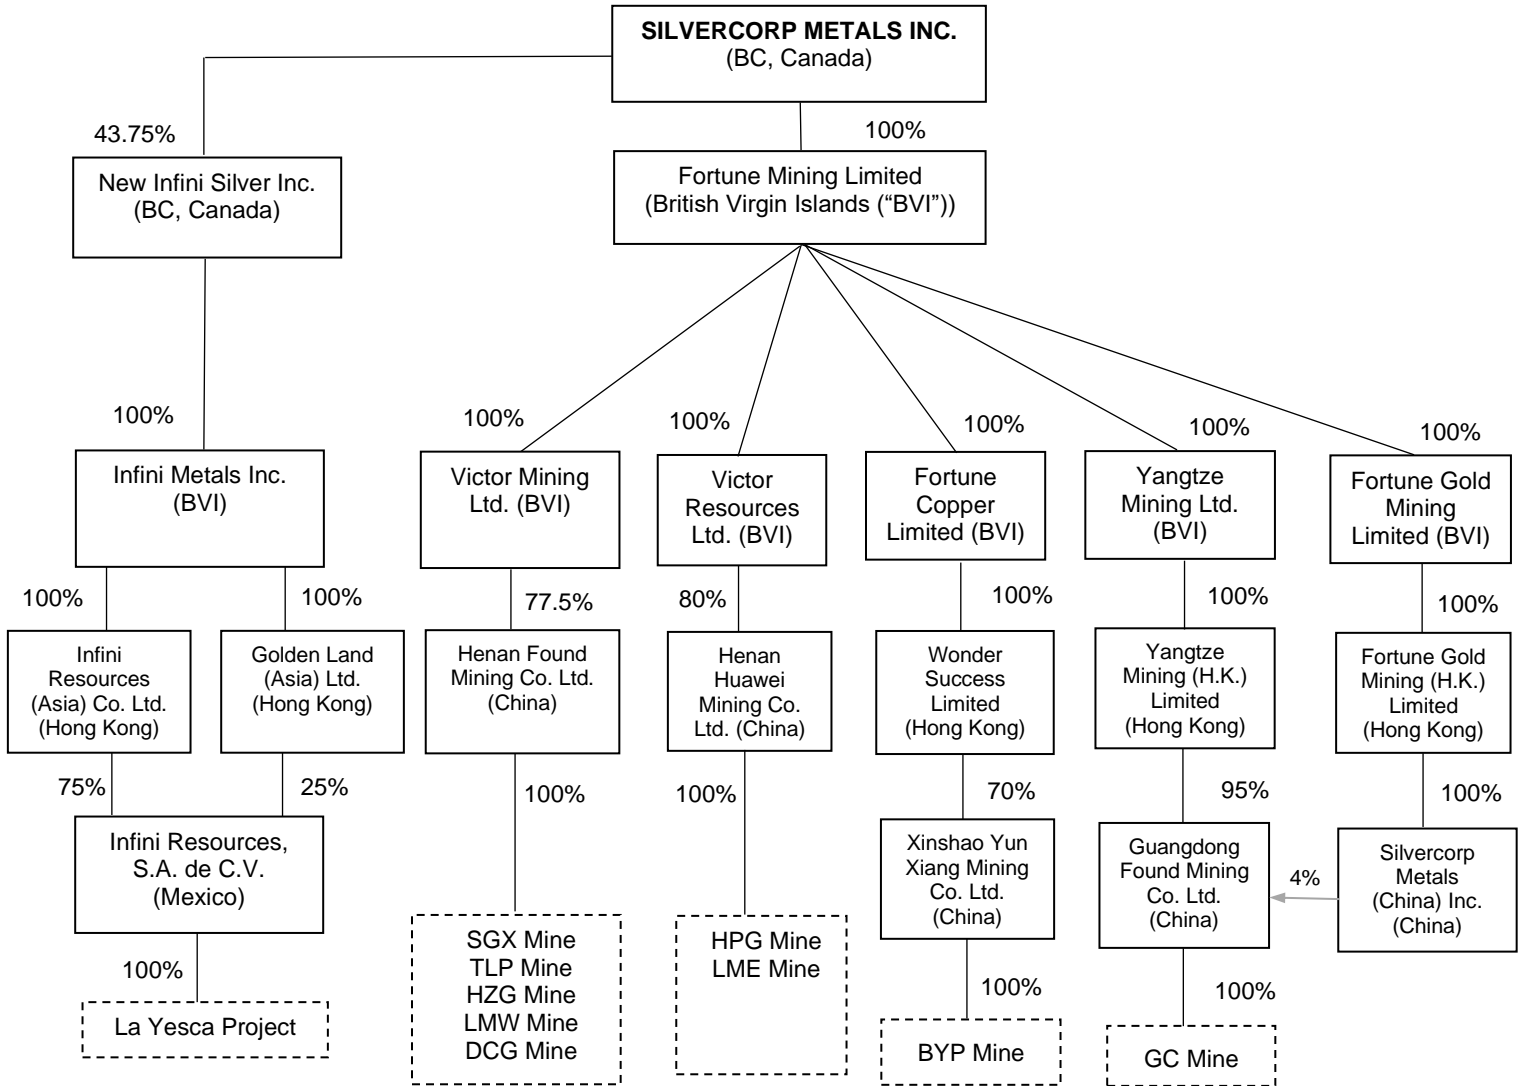 SILVERCORP METALS INC.
(BC, Canada)
43.75%
100%
New Infini Silver Inc.
(BC, Canada)
Fortune Mining Limited
(British Virgin Islands (“BVI”))
100%
100%
100%
100%
100%
100%
Infini Metals Inc.
(BVI)
Victor Mining
Ltd. (BVI)
Victor
Resources
Ltd. (BVI)
Fortune
Copper
Limited (BVI)
Yangtze
Mining Ltd.
(BVI)
Fortune Gold
Mining
Limited (BVI)
100%
100%
77.5%
80%
100%
100%
100%
Infini
Resources
(Asia) Co. Ltd.
(Hong Kong)
Golden Land
(Asia) Ltd.
(Hong Kong)
Henan Found
Mining Co. Ltd.
(China)
Henan
Huawei
Mining Co.
Ltd. (China)
Wonder
Success
Limited
(Hong Kong)
Yangtze
Mining (H.K.)
Limited
(Hong Kong)
Fortune Gold
Mining (H.K.)
Limited
(Hong Kong)
75%
25%
100%
100%
70%
95%
100%
Infini Resources,
S.A. de C.V.
(Mexico)
Xinshao Yun
Xiang Mining
Co. Ltd.
(China)
Guangdong
Found Mining
Co. Ltd.
(China)
4%
Silvercorp
Metals
(China) Inc.
(China)
SGX Mine
TLP Mine
HZG Mine
LMW Mine
DCG Mine
HPG Mine
LME Mine
100%
100%
100%
La Yesca Project
BYP Mine
GC Mine